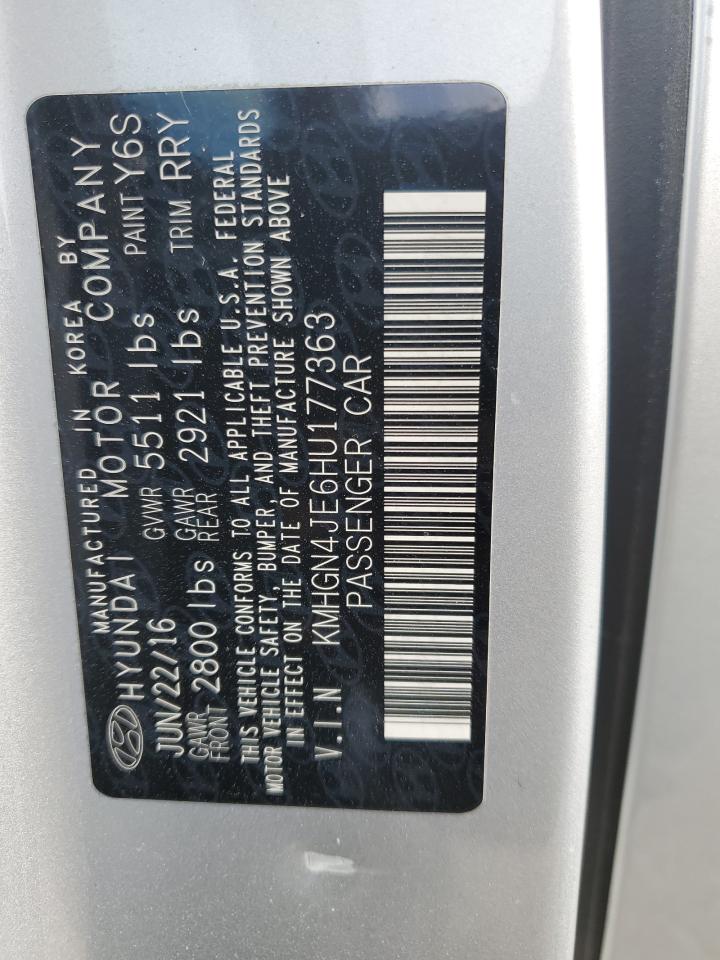 MANUFACTURED IN KOREA BY
HYUNDAI MOTOR COMPANY
JUN/22/16 GVWR 5511 lbs PAINT Y6S
GAWR FRONT 2800 lbs GAWR REAR 2921 lbs TRIM RRY
THIS VEHICLE CONFORMS TO ALL APPLICABLE U.S.A. FEDERAL
MOTOR VEHICLE SAFETY, BUMPER, AND THEFT PREVENTION STANDARDS
IN EFFECT ON THE DATE OF MANUFACTURE SHOWN ABOVE
V.I.N KMHGN4JE6HU177363
PASSENGER CAR